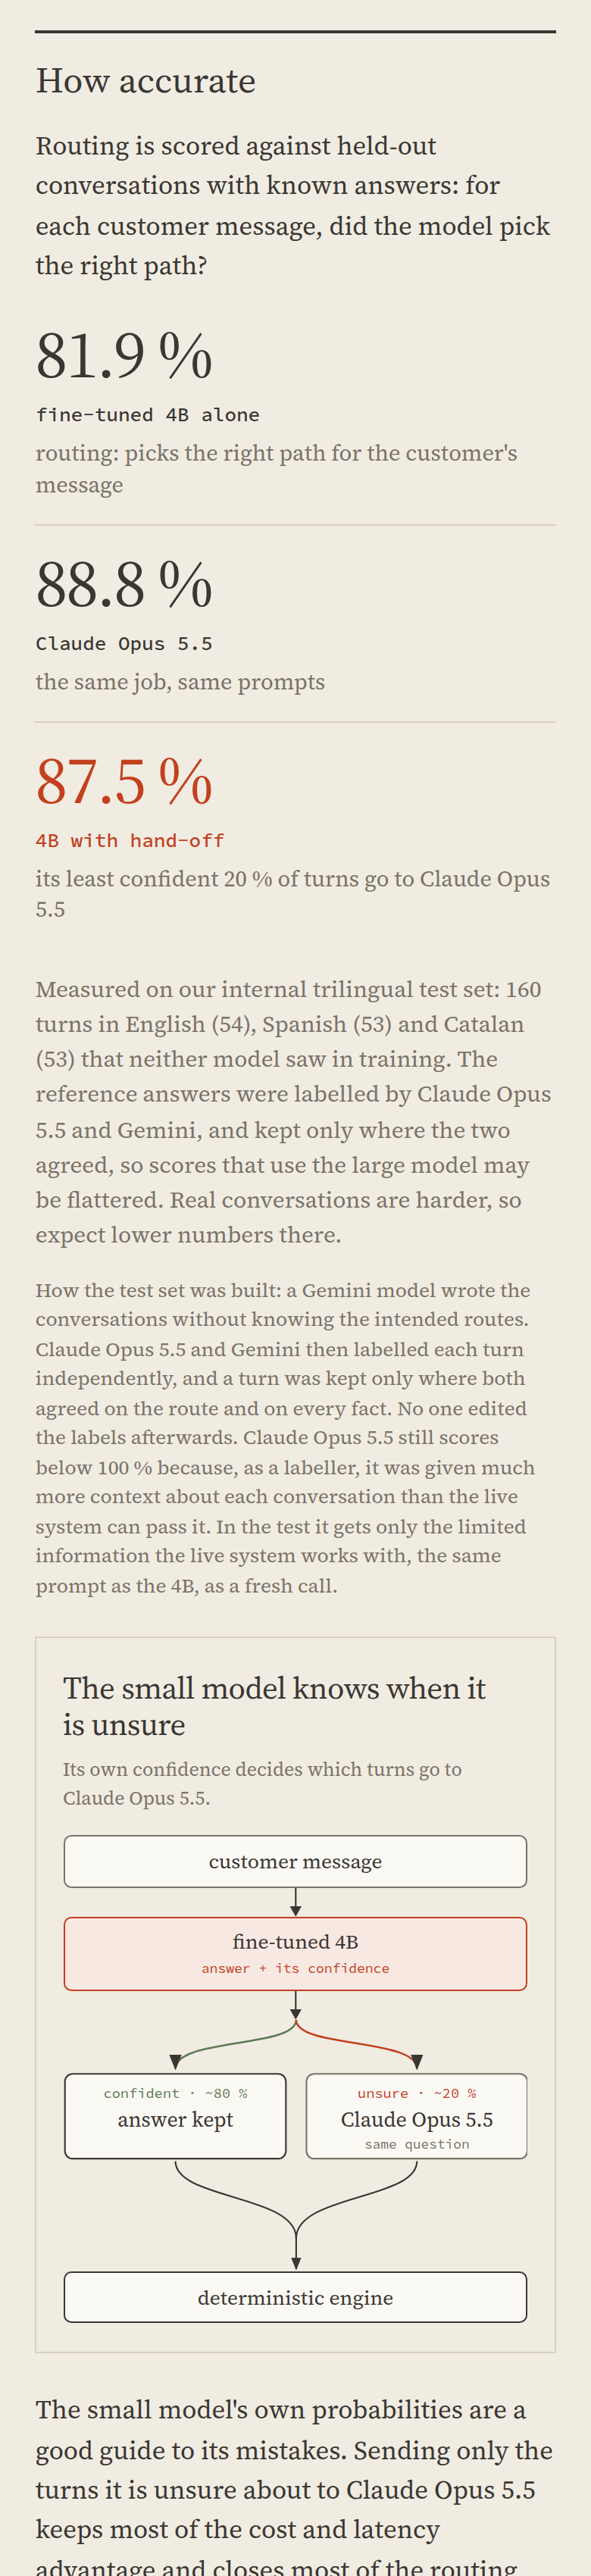 How accurate
Routing is scored against held-out
conversations with known answers: for
each customer message, did the model pick
the right path?
81.9 %
fine-tuned 4B alone
routing: picks the right path for the customer's
message
88.8 %
Claude Opus 5.5
the same job, same prompts
87.5 %
4B with hand-off
its least confident 20 % of turns go to Claude Opus
5.5
Measured on our internal trilingual test set: 160
turns in English (54), Spanish (53) and Catalan
(53) that neither model saw in training. The
reference answers were labelled by Claude Opus
5.5 and Gemini, and kept only where the two
agreed, so scores that use the large model may
be flattered. Real conversations are harder, so
expect lower numbers there.
How the test set was built: a Gemini model wrote the
conversations without knowing the intended routes.
Claude Opus 5.5 and Gemini then labelled each turn
independently, and a turn was kept only where both
agreed on the route and on every fact. No one edited
the labels afterwards. Claude Opus 5.5 still scores
below 100 % because, as a labeller, it was given much
more context about each conversation than the live
system can pass it. In the test it gets only the limited
information the live system works with, the same
prompt as the 4B, as a fresh call.
The small model knows when it
is unsure
Its own confidence decides which turns go to
Claude Opus 5.5.
customer message
fine-tuned 4B
answer + its confidence
confident · ~80 %
answer kept
unsure · ~20 %
Claude Opus 5.5
same question
deterministic engine
The small model's own probabilities are a
good guide to its mistakes. Sending only the
turns it is unsure about to Claude Opus 5.5
keeps most of the cost and latency
advantage and closes most of the routing